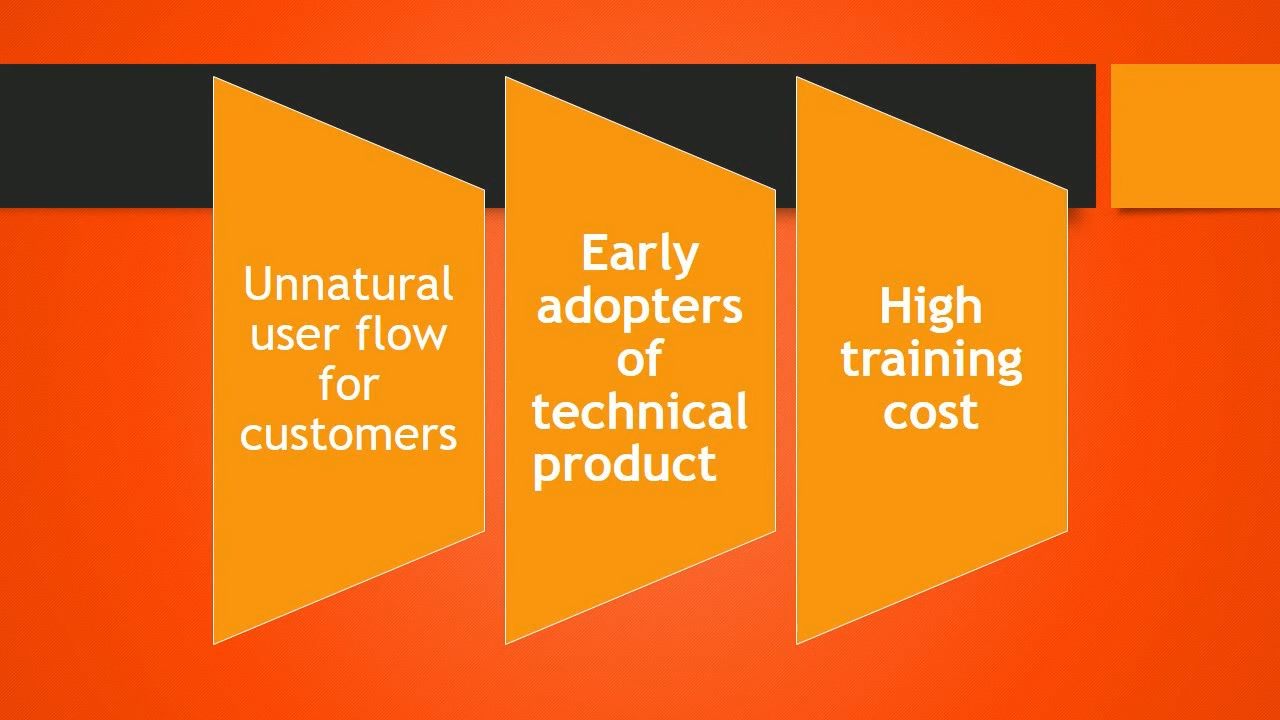 Unnatural
user flow
for
customers
Early
adopters
of
technical
product
High
training
cost